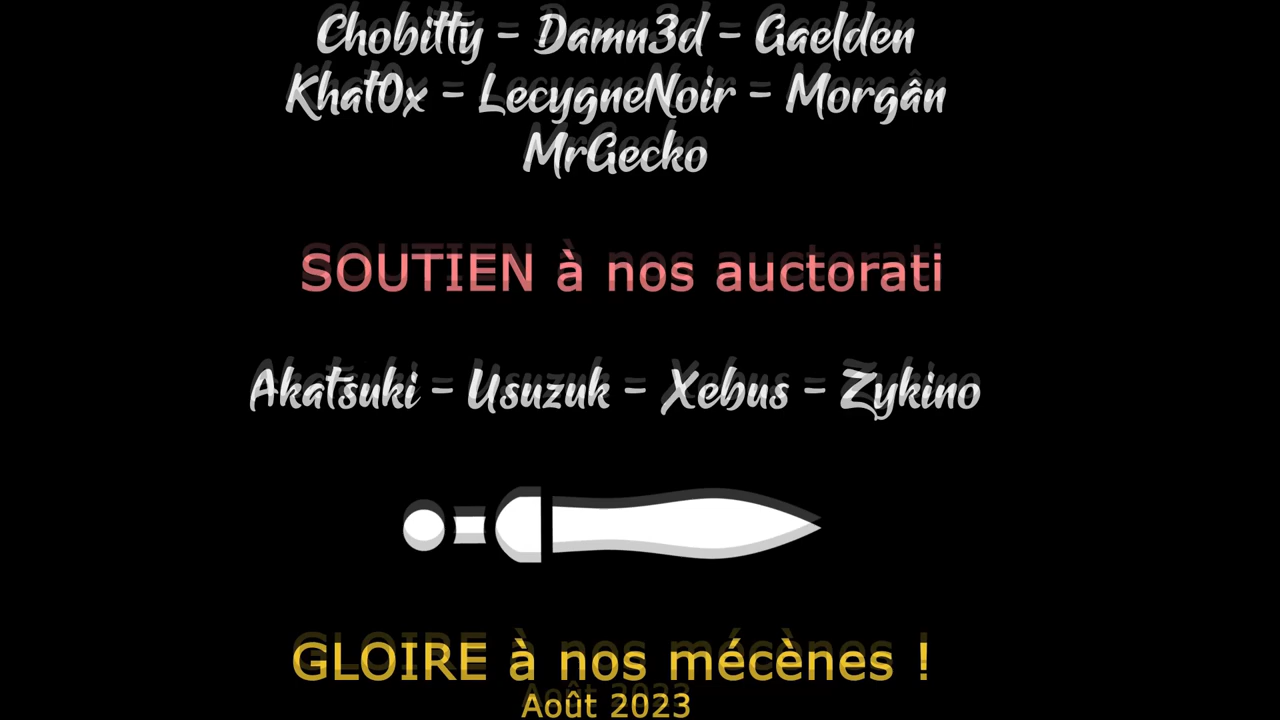 Chobitty = Damn3d = Gaelden
Khat0x = LecygneNoir = Morgân
MrGecko
SOUTIEN à nos auctorati
Akatsuki = Usuzuk = Xebus = Zykino
GLOIRE à nos mécènes !
Août 2023